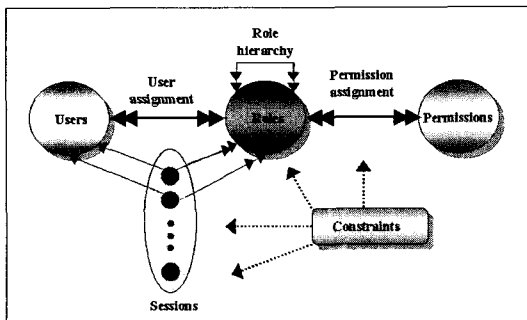 Role
hierarchy
User
assignment
Permission
assignment
Users
Roles
Permissions
Constraints
Sessions